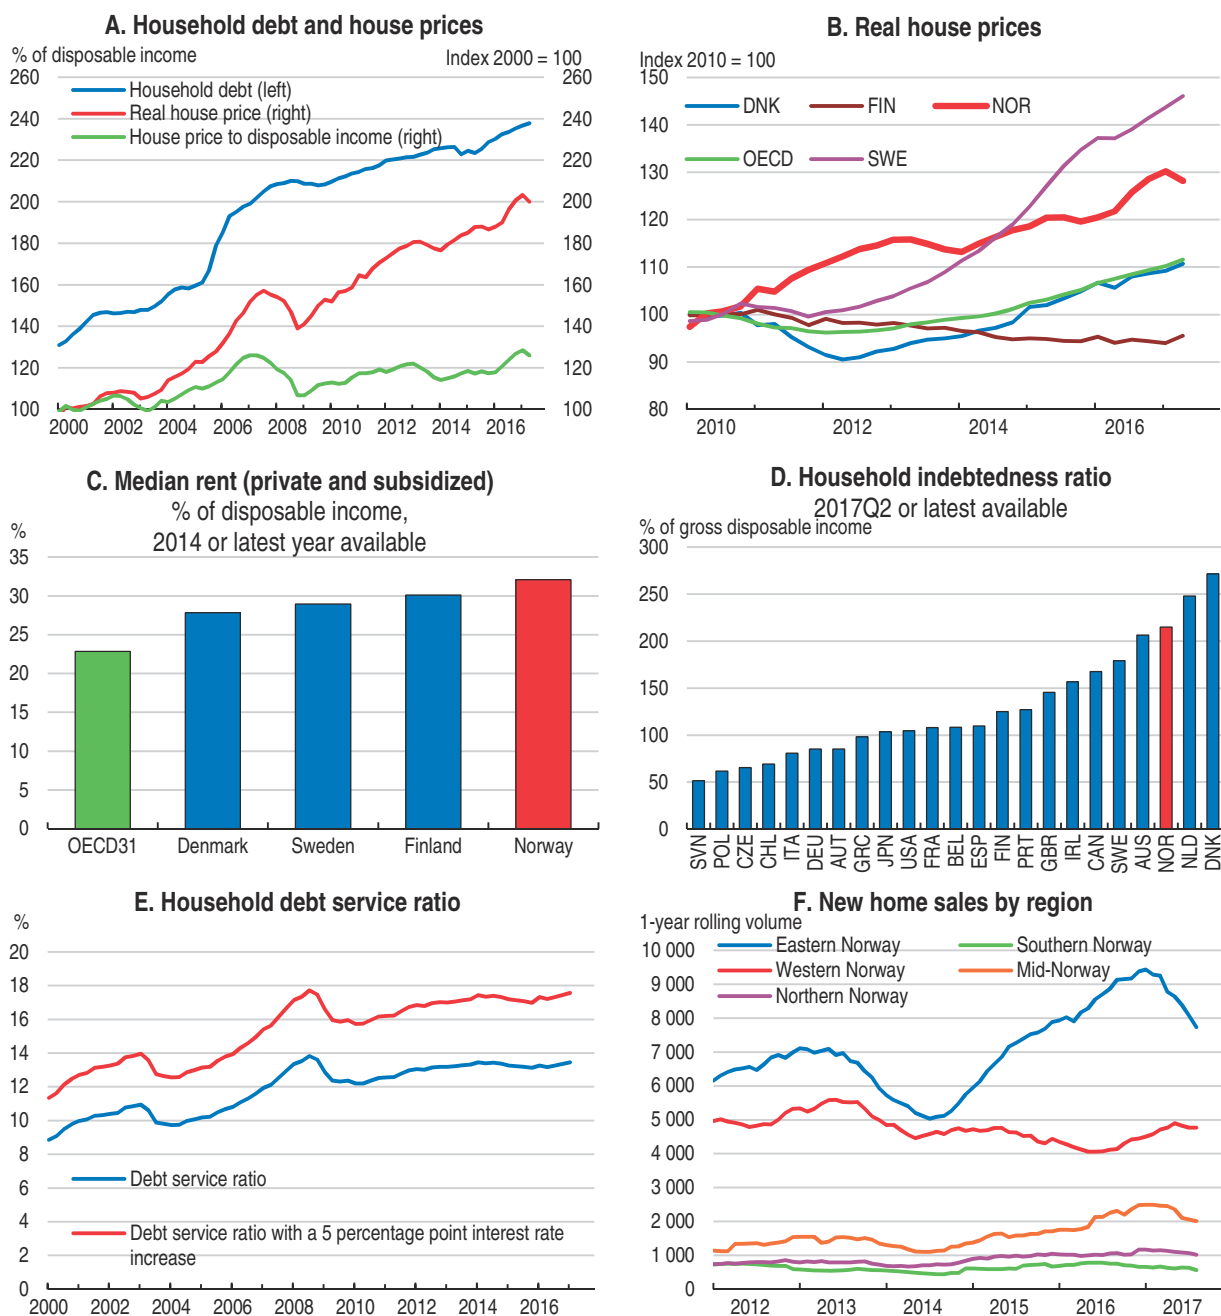 A. Household debt and house prices
% of disposable income
Index 2000 = 100
260
240
220
200
180
160
140
120
100
260
240
220
200
180
160
140
120
100
Household debt (left)
Real house price (right)
House price to disposable income (right)
2000 2002 2004 2006 2008 2010 2012 2014 2016
B. Real house prices
Index 2010 = 100
150
140
130
120
110
100
90
80
DNK FIN NOR
OECD SWE
2010 2012 2014 2016
C. Median rent (private and subsidized)
% of disposable income,
2014 or latest year available
%
35
30
25
20
15
10
5
0
OECD31 Denmark Sweden Finland Norway
D. Household indebtedness ratio
2017Q2 or latest available
% of gross disposable income
300
250
200
150
100
50
0
SVN
POL
CZE
CHL
ITA
DEU
AUT
GRC
JPN
USA
FRA
BEL
ESP
FIN
PRT
GBR
IRL
CAN
SWE
AUS
NOR
NLD
DNK
E. Household debt service ratio
%
20
18
16
14
12
10
8
6
4
2
0
Debt service ratio
Debt service ratio with a 5 percentage point interest rate
increase
2000 2002 2004 2006 2008 2010 2012 2014 2016
F. New home sales by region
1-year rolling volume
10 000
9 000
8 000
7 000
6 000
5 000
4 000
3 000
2 000
1 000
0
Eastern Norway Southern Norway
Western Norway Mid-Norway
Northern Norway
2012 2013 2014 2015 2016 2017